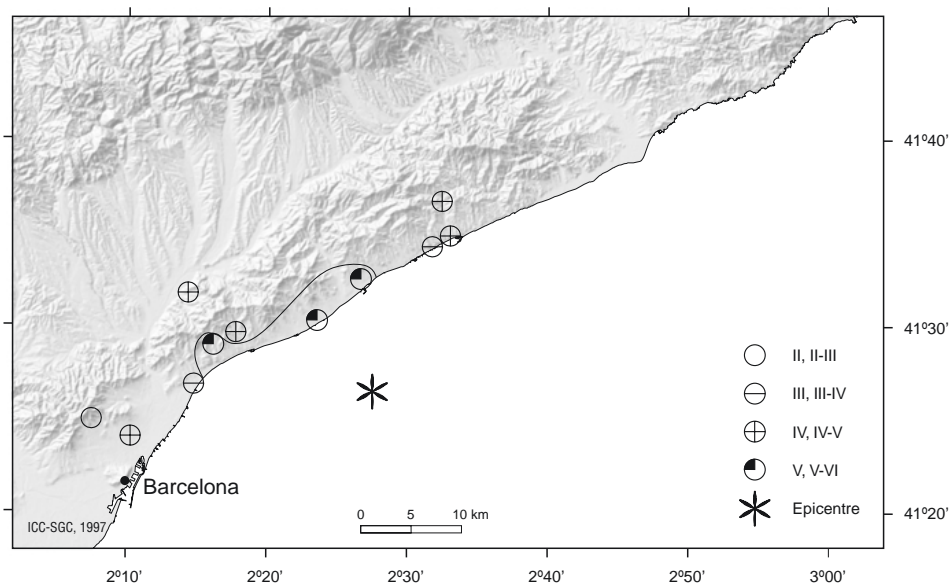 41º40'
41º30'
II, II-III
III, III-IV
IV, IV-V
V, V-VI
Epicentre
Barcelona
0 5 10 km
41º20'
ICC-SGC, 1997
2º10' 2º20' 2º30' 2º40' 2º50' 3º00'